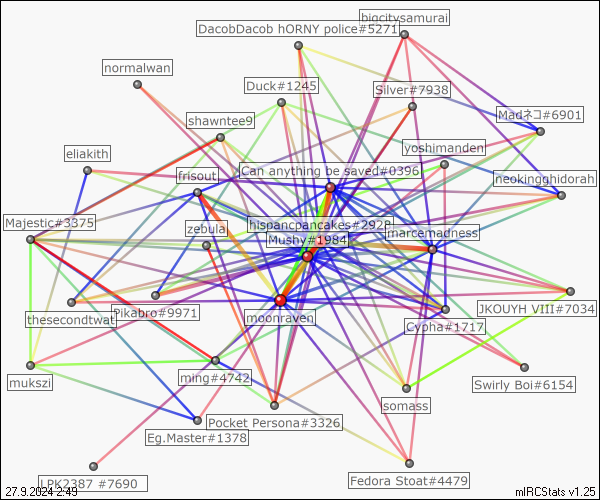 bigcitysamurai
DacobDacob hORNY police#5271
normalwan
Duck#1245
Silver#7938
Madネコ#6901
shawntee9
yoshimanden
eliakith
frisout
Can anything be saved#0396
neokingghidorah
Majestic#3375
zebula
hispancpancakes#2928
marcemadness
Mushy#1984
thesecondtwat
Pikabro#9971
moonraven
Cypha#1717
JKOUYH VIII#7034
mukszi
ming#4742
Swirly Boi#6154
somass
Pocket Persona#3326
Eg.Master#1378
LPK2387 #7690
Fedora Stoat#4479
27.9.2024 2:49
mIRCStats v1.25